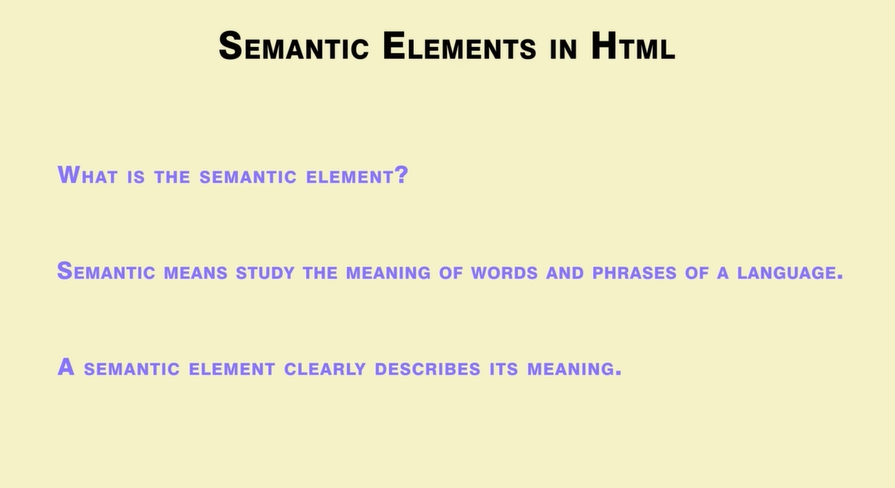 Semantic Elements in Html
What is the semantic element?
Semantic means study the meaning of words and phrases of a language.
A semantic element clearly describes its meaning.